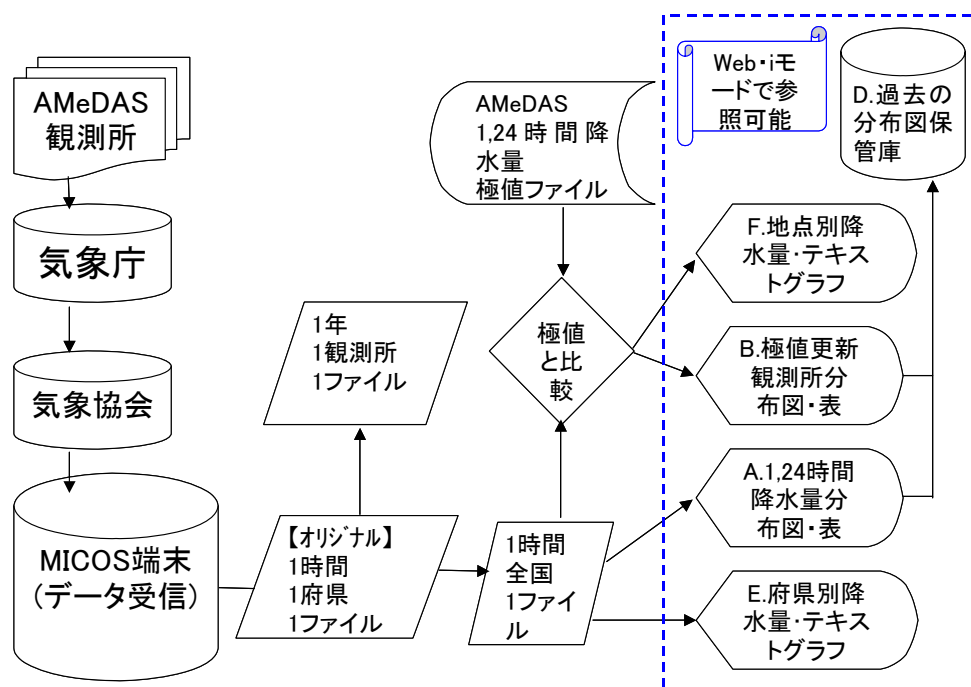 AMeDAS
観測所
気象庁
気象協会
MICOS端末
(データ受信)
1年
1観測所
1ファイル
【オリジナル】
1時間
1府県
1ファイル
AMeDAS
1,24時間降
水量
極値ファイル
極値
と比
較
1時間
全国
1ファイ
ル
Web・iモ
ードで参
照可能
D.過去の
分布図保
管庫
F.地点別降
水量・テキス
トグラフ
B.極値更新
観測所分
布図・表
A.1,24時間
降水量分
布図・表
E.府県別降
水量・テキス
トグラフ